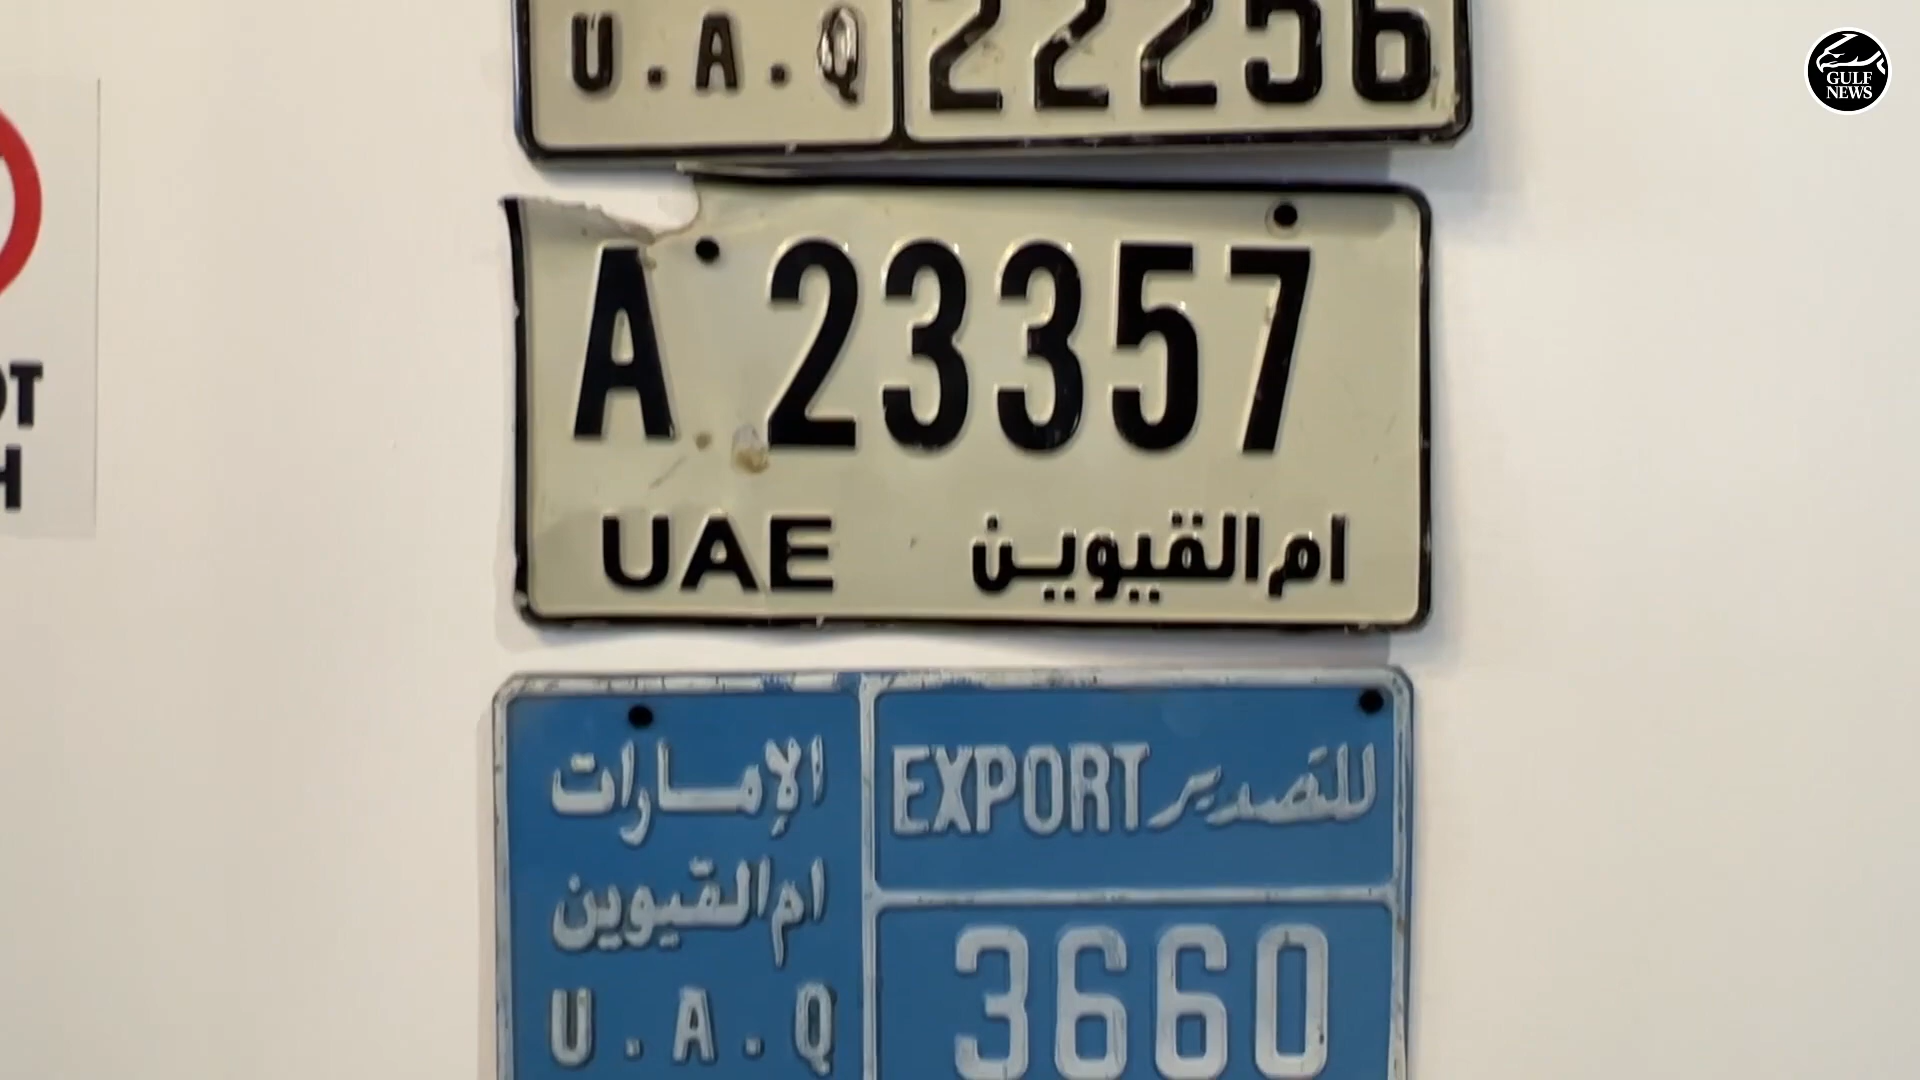 U.A.Q 22256
GULF
NEWS
A 23357
UAE ام القيوين
الإمارات
ام القيوين
U.A.Q
EXPORT للتصدير
3660